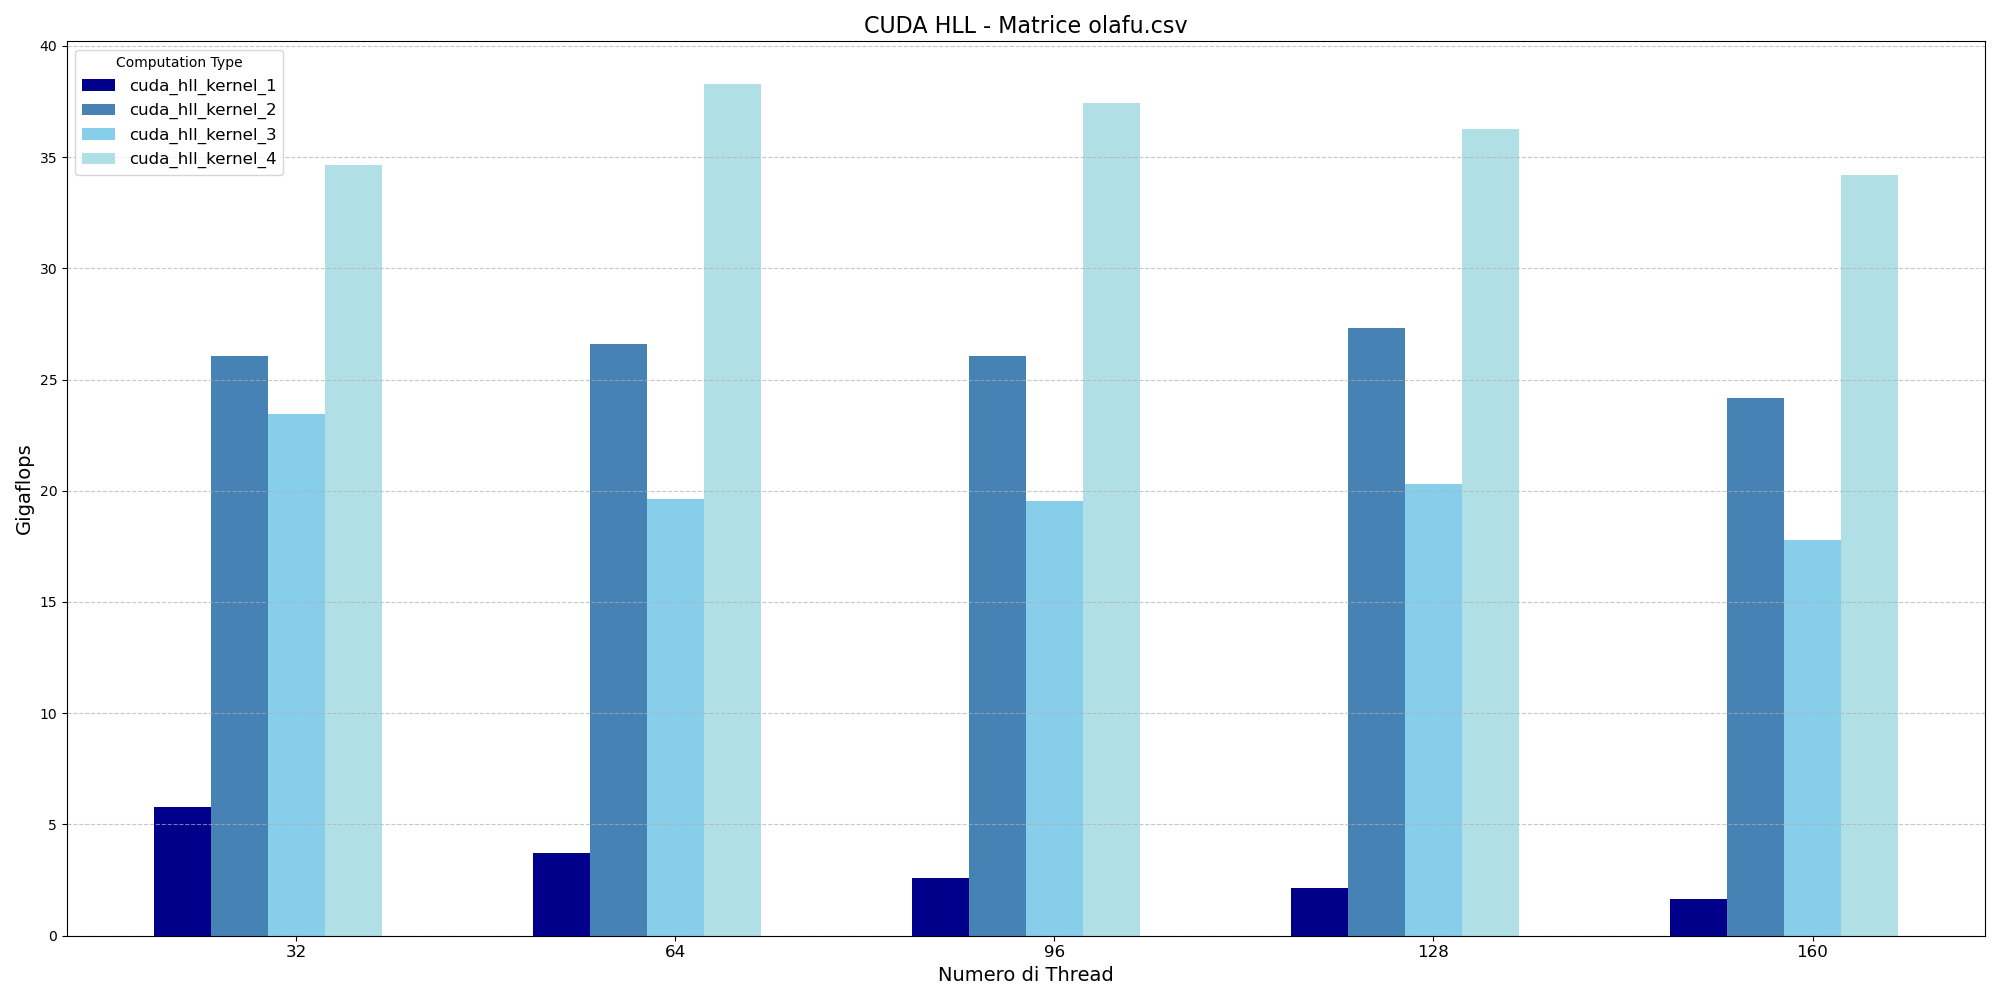 CUDA HLL - Matrice olafu.csv
Computation Type
cuda_hll_kernel_1
cuda_hll_kernel_2
cuda_hll_kernel_3
cuda_hll_kernel_4
Gigaflops
40
35
30
25
20
15
10
5
0
32 64 96 128 160
Numero di Thread